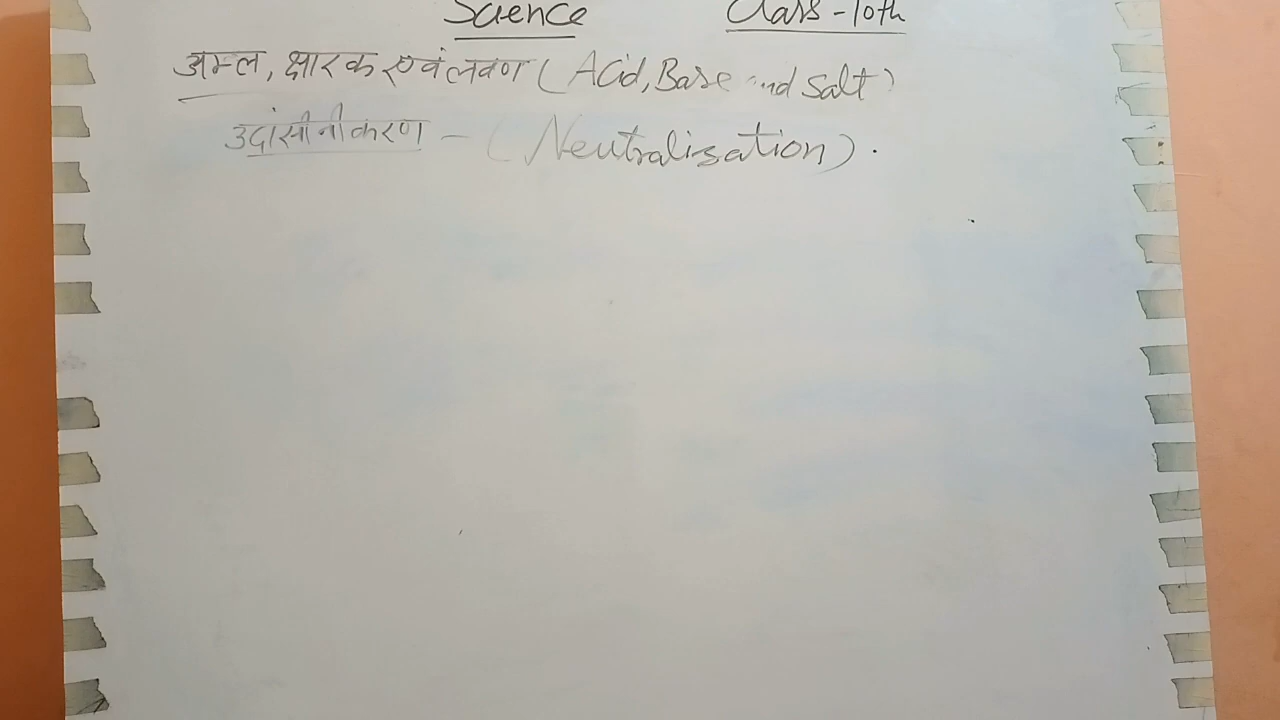 Science Class-10th
अम्ल, क्षारक एवं लवण (Acid, Base and Salt)
उदांसीनीकरण - (Neutralisation).